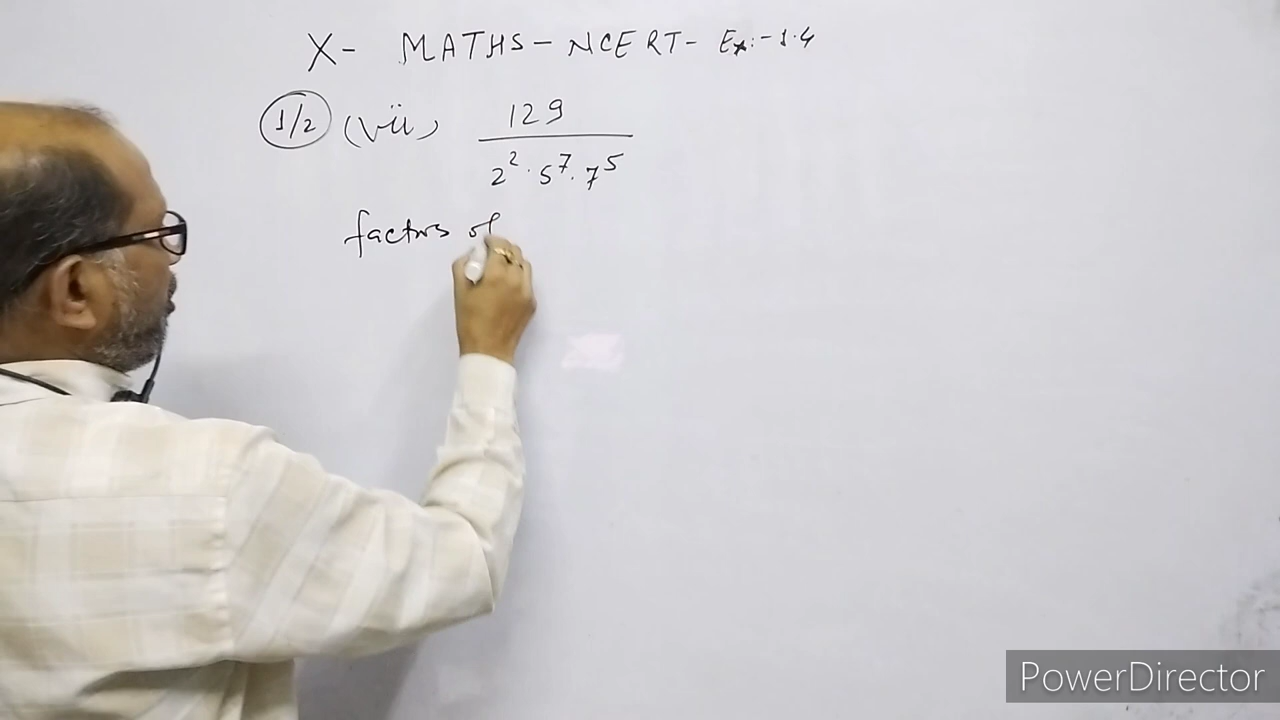 X- MATHS - NCERT - Ex:- 1.4
1/2 (vii) 129
2² . 5⁷ . 7⁵
factors of
PowerDirector